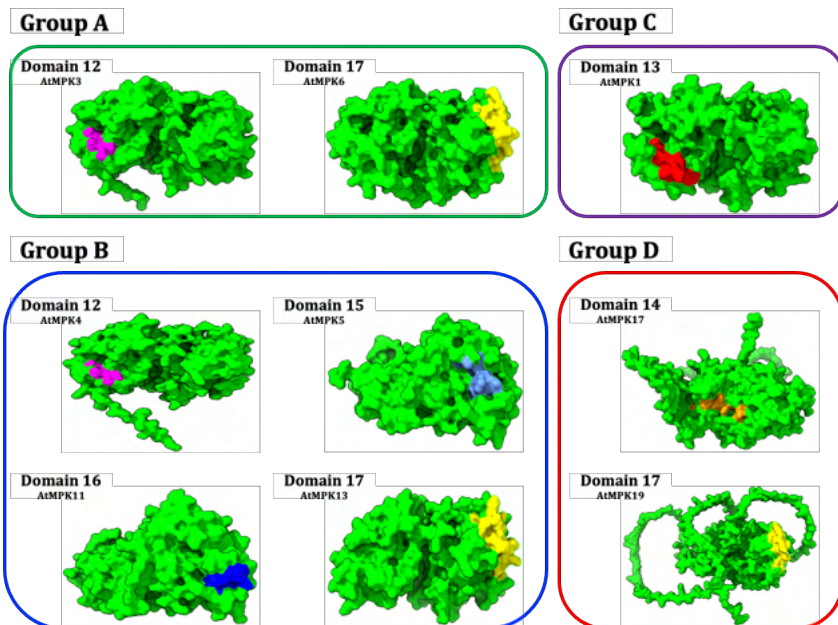 Group A
Group C
Domain 12
AtMPK3
Domain 17
AtMPK6
Domain 13
AtMPK1
Group B
Group D
Domain 12
AtMPK4
Domain 15
AtMPK5
Domain 14
AtMPK17
Domain 16
AtMPK11
Domain 17
AtMPK13
Domain 17
AtMPK19